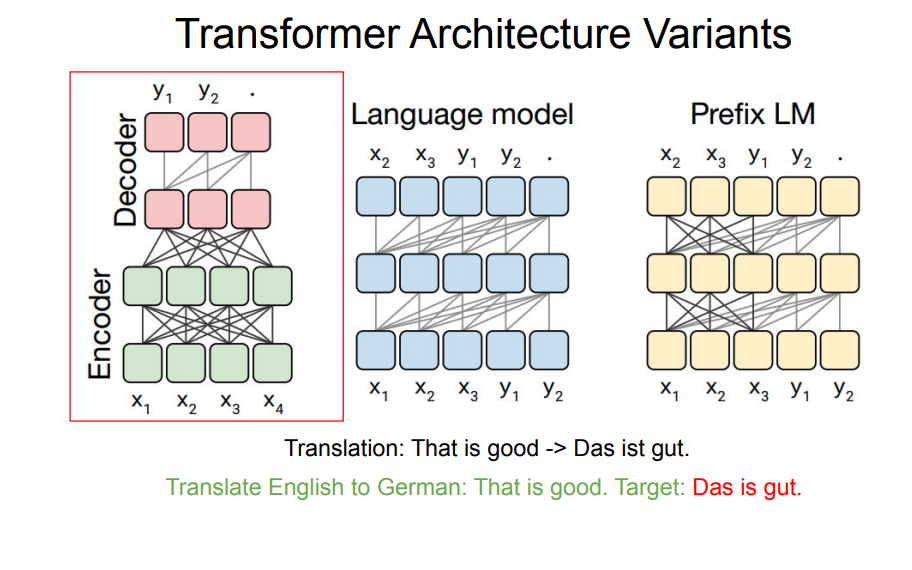 Transformer Architecture Variants
Decoder
y₁ y₂ .
Encoder
x₁ x₂ x₃ x₄
Language model
x₂ x₃ y₁ y₂ .
x₁ x₂ x₃ y₁ y₂
Prefix LM
x₂ x₃ y₁ y₂ .
x₁ x₂ x₃ y₁ y₂
Translation: That is good -> Das ist gut.
Translate English to German: That is good. Target: Das is gut.